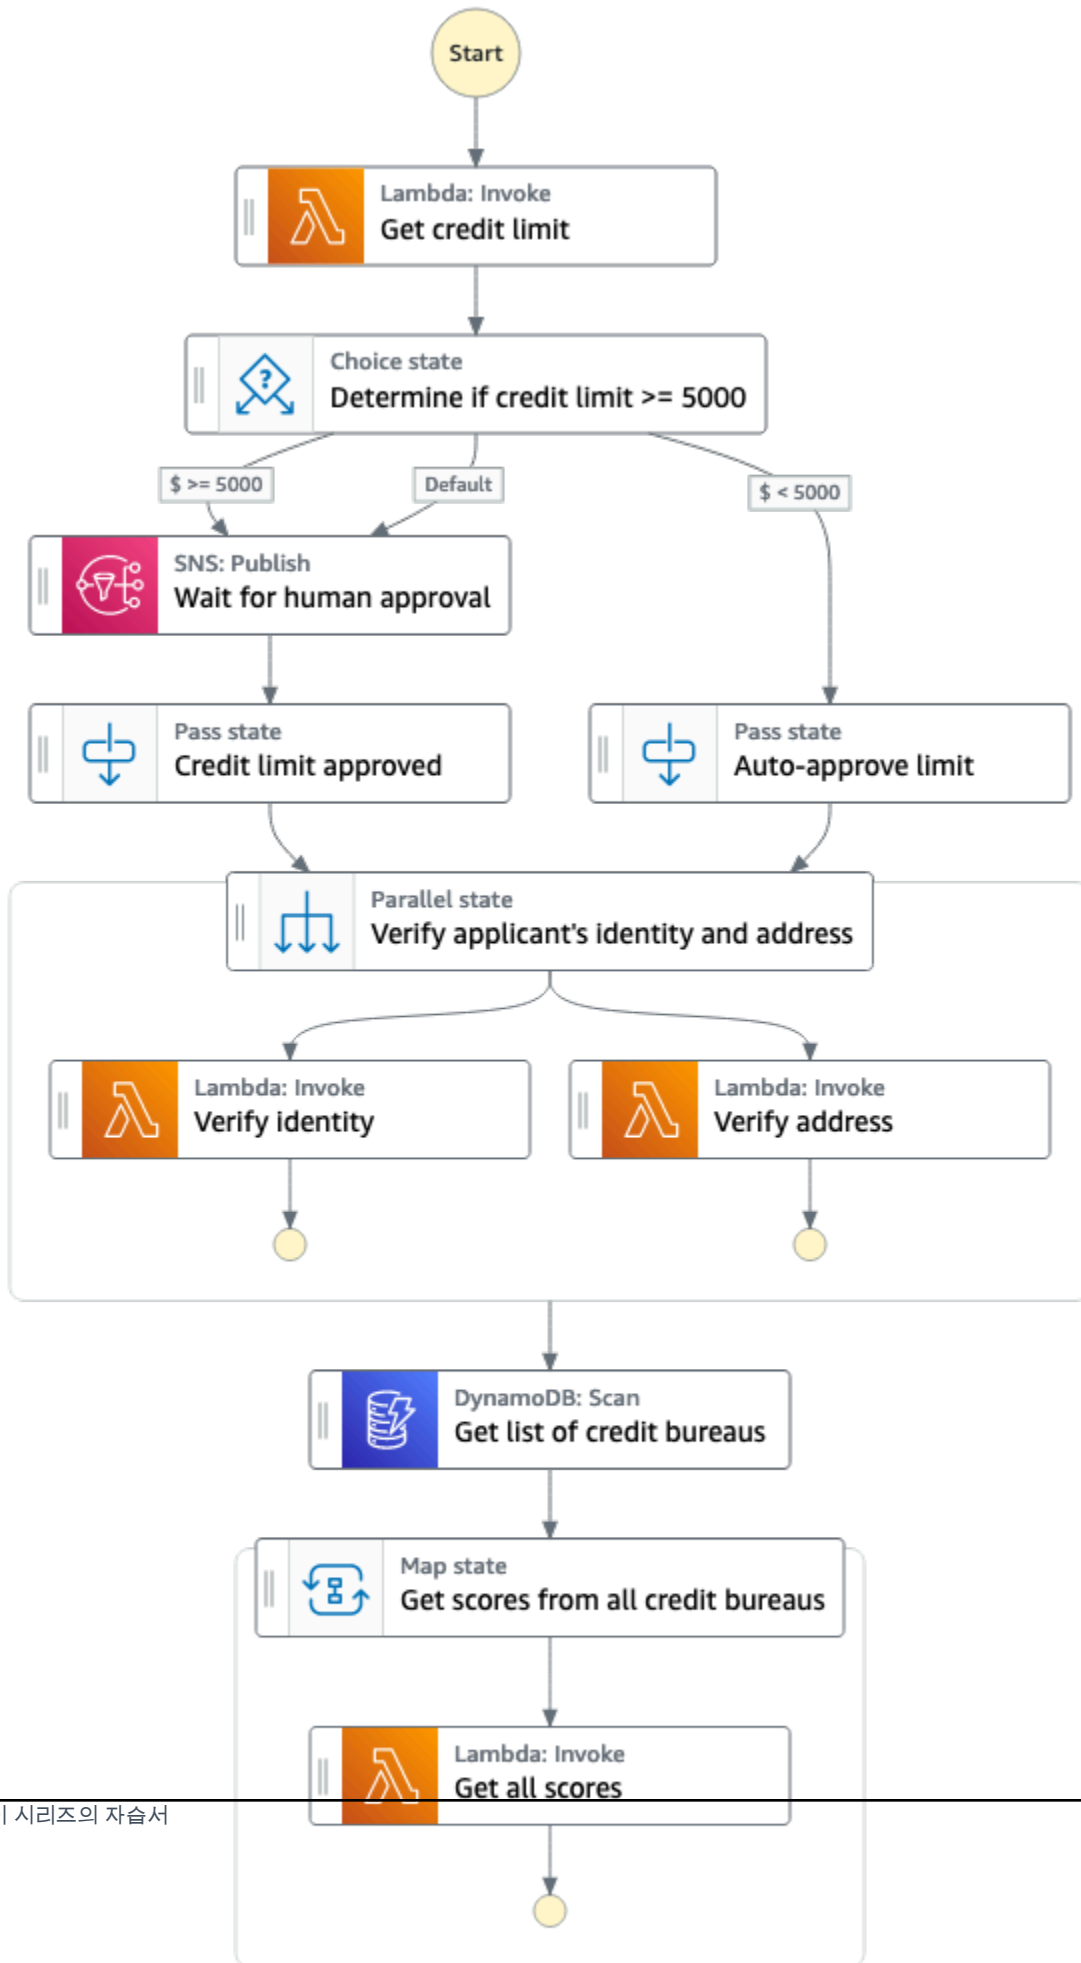 Start
Lambda: Invoke
Get credit limit
Choice state
Determine if credit limit >= 5000
$ >= 5000
Default
$ < 5000
SNS: Publish
Wait for human approval
Pass state
Credit limit approved
Pass state
Auto-approve limit
Parallel state
Verify applicant's identity and address
Lambda: Invoke
Verify identity
Lambda: Invoke
Verify address
DynamoDB: Scan
Get list of credit bureaus
Map state
Get scores from all credit bureaus
Lambda: Invoke
Get all scores
시리즈의 자습서